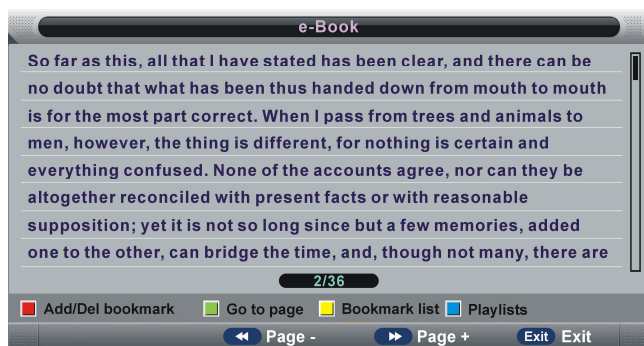 e-Book
So far as this, all that I have stated has been clear, and there can be
no doubt that what has been thus handed down from mouth to mouth
is for the most part correct. When I pass from trees and animals to
men, however, the thing is different, for nothing is certain and
everything confused. None of the accounts agree, nor can they be
altogether reconciled with present facts or with reasonable
supposition; yet it is not so long since but a few memories, added
one to the other, can bridge the time, and, though not many, there are
2/36
Add/Del bookmark Go to page Bookmark list Playlists
Page - Page + Exit Exit